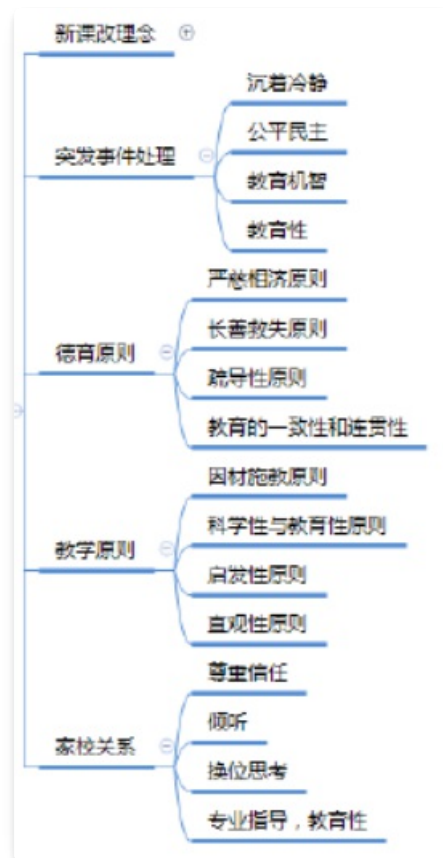 新课改理念
突发事件处理
沉着冷静
公平民主
教育机智
教育性
德育原则
严慈相济原则
长善救失原则
疏导性原则
教育的一致性和连贯性
教学原则
因材施教原则
科学性与教育性原则
启发性原则
直观性原则
家校关系
尊重信任
倾听
换位思考
专业指导，教育性